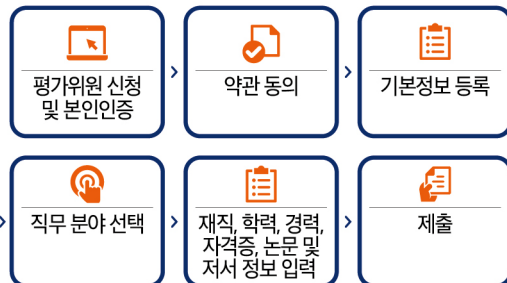 평가위원 신청
및 본인인증
약관 동의
기본정보 등록
직무 분야 선택
재직, 학력, 경력,
자격증, 논문 및
저서 정보 입력
제출